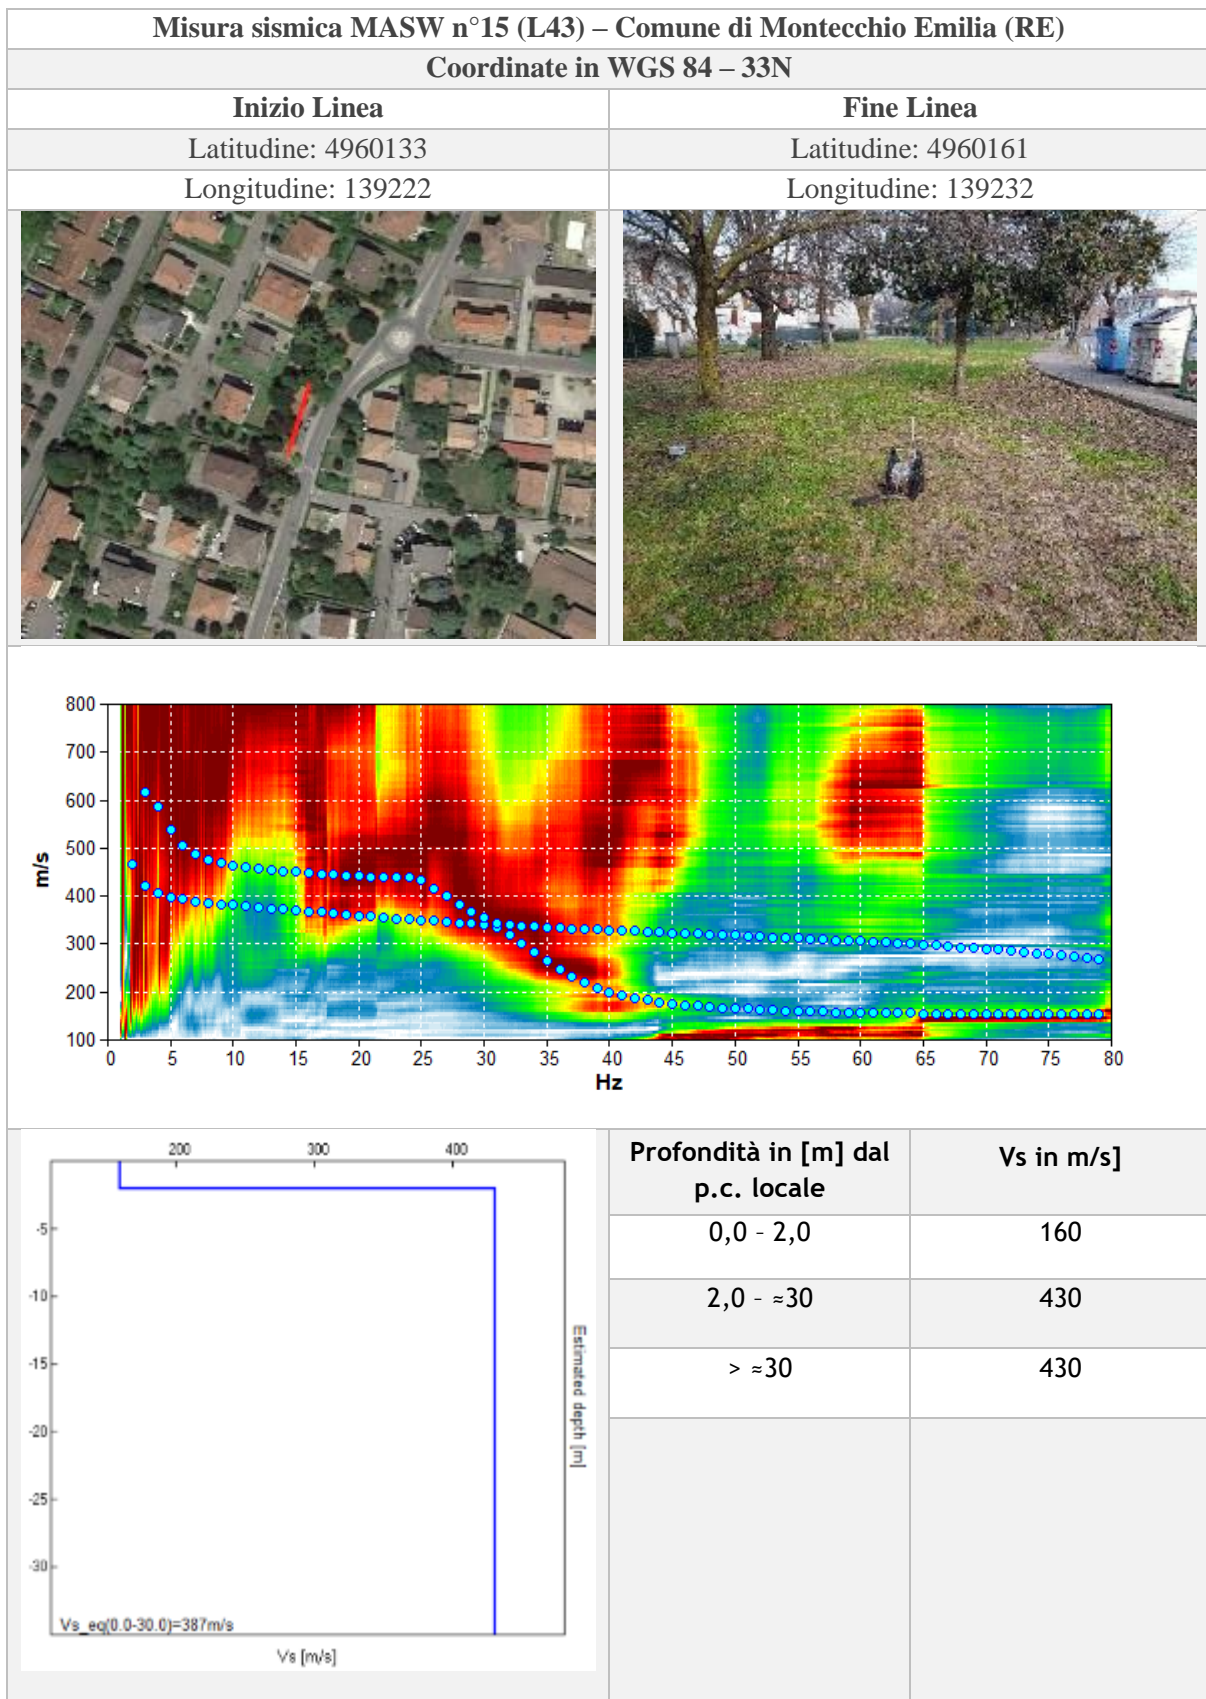 Misura sismica MASW n°15 (L43) – Comune di Montecchio Emilia (RE)
Coordinate in WGS 84 – 33N
Inizio Linea
Fine Linea
Latitudine: 4960133
Latitudine: 4960161
Longitudine: 139222
Longitudine: 139232
800
700
600
500
400
300
200
100
m/s
0 5 10 15 20 25 30 35 40 45 50 55 60 65 70 75 80
Hz
200 300 400
-5
-10
-15
-20
-25
-30
Estimated depth [m]
Vs_eq(0.0-30.0)=387m/s
Vs [m/s]
Profondità in [m] dal
p.c. locale
Vs in m/s]
0,0 – 2,0
160
2,0 – ≈30
430
> ≈30
430